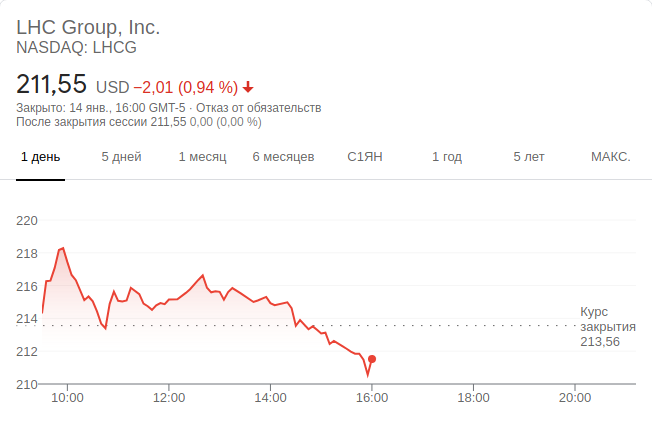 LHC Group, Inc.
NASDAQ: LHCG
211,55 USD −2,01 (0,94 %)
Закрыто: 14 янв., 16:00 GMT-5 · Отказ от обязательств
После закрытия сессии 211,55 0,00 (0,00 %)
1 день 5 дней 1 месяц 6 месяцев С1ЯН 1 год 5 лет МАКС.
220
218
216
214
212
210
Курс
закрытия
213,56
10:00 12:00 14:00 16:00 18:00 20:00